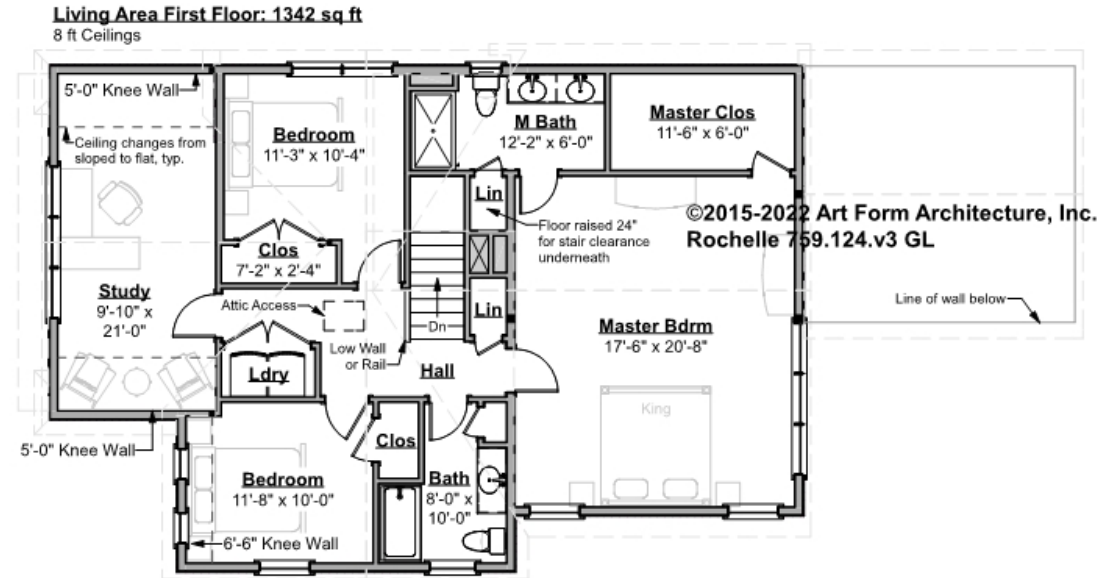 Living Area First Floor: 1342 sq ft
8 ft Ceilings
5'-0" Knee Wall
Ceiling changes from
sloped to flat, typ.
Bedroom
11'-3" x 10'-4"
M Bath
12'-2" x 6'-0"
Master Clos
11'-6" x 6'-0"
Lin
Floor raised 24"
for stair clearance
underneath
©2015-2022 Art Form Architecture, Inc.
Rochelle 759.124.v3 GL
Clos
7'-2" x 2'-4"
Study
9'-10" x
21'-0"
Attic Access
Dn
Lin
Line of wall below
Master Bdrm
17'-6" x 20'-8"
Low Wall
or Rail
Ldry
Hall
King
5'-0" Knee Wall
Clos
Bedroom
11'-8" x 10'-0"
Bath
8'-0" x
10'-0"
6'-6" Knee Wall